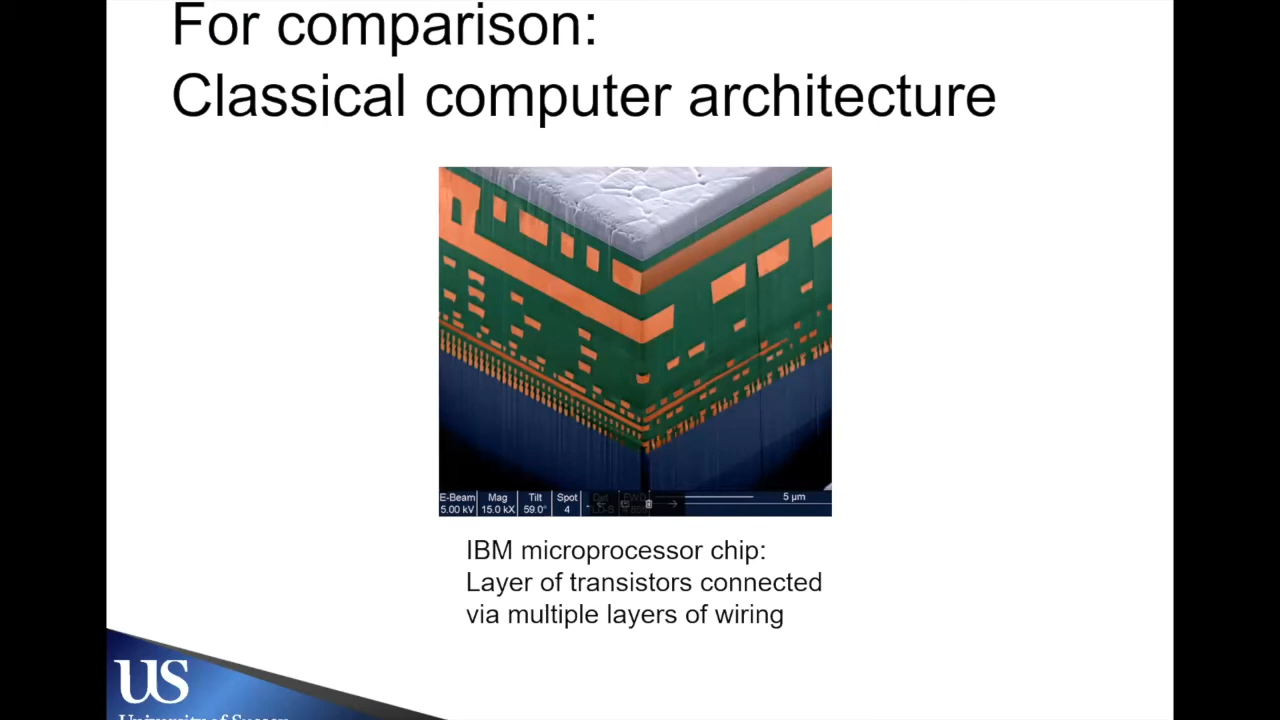 For comparison:
Classical computer architecture
E-Beam Mag Tilt Spot
5.00 kV 15.0 kX 59.0° 4
5 µm
IBM microprocessor chip:
Layer of transistors connected
via multiple layers of wiring
US
University of Sussex